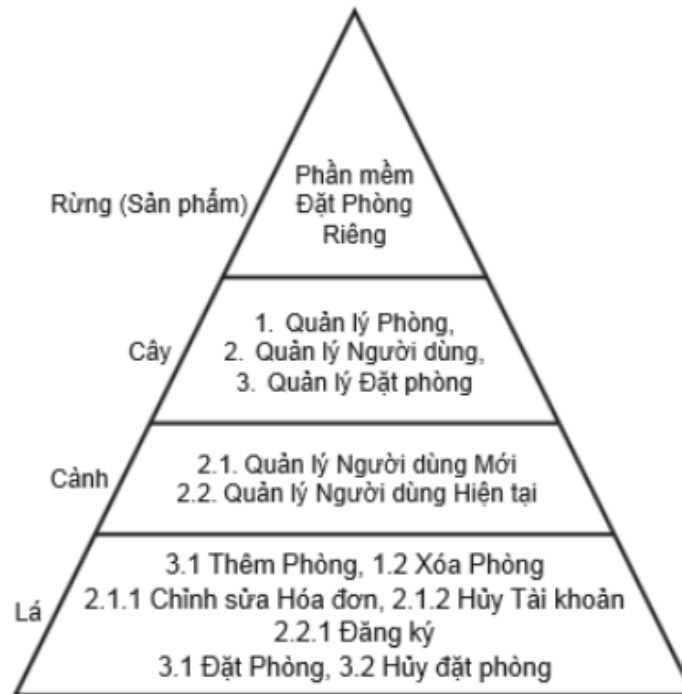 Phần mềm
Rừng (Sản phẩm)
Đặt Phòng
Riêng
1. Quản lý Phòng,
Cây
2. Quản lý Người dùng,
3. Quản lý Đặt phòng
Cành
2.1. Quản lý Người dùng Mới
2.2. Quản lý Người dùng Hiện tại
3.1 Thêm Phòng, 1.2 Xóa Phòng
Lá
2.1.1 Chỉnh sửa Hóa đơn, 2.1.2 Hủy Tài khoản
2.2.1 Đăng ký
3.1 Đặt Phòng, 3.2 Hủy đặt phòng